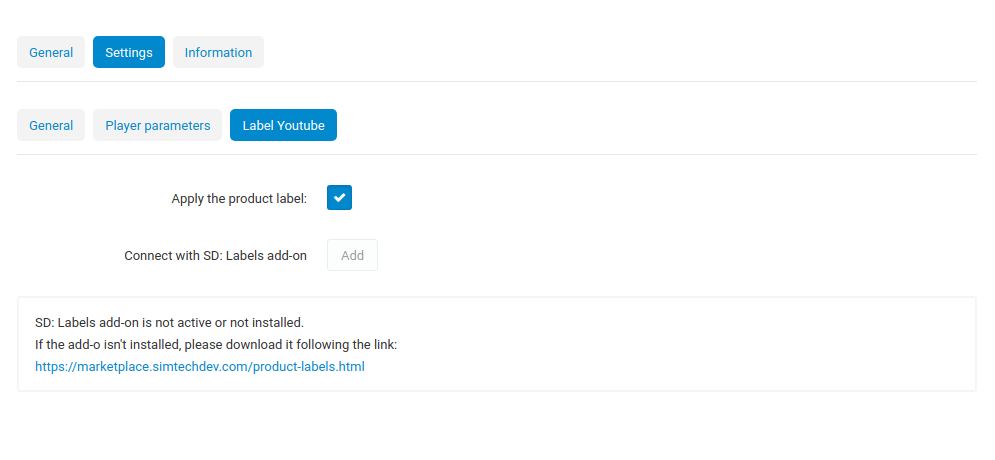 General Settings Information
General Player parameters Label Youtube
Apply the product label:
Connect with SD: Labels add-on Add
SD: Labels add-on is not active or not installed.
If the add-o isn't installed, please download it following the link:
https://marketplace.simtechdev.com/product-labels.html